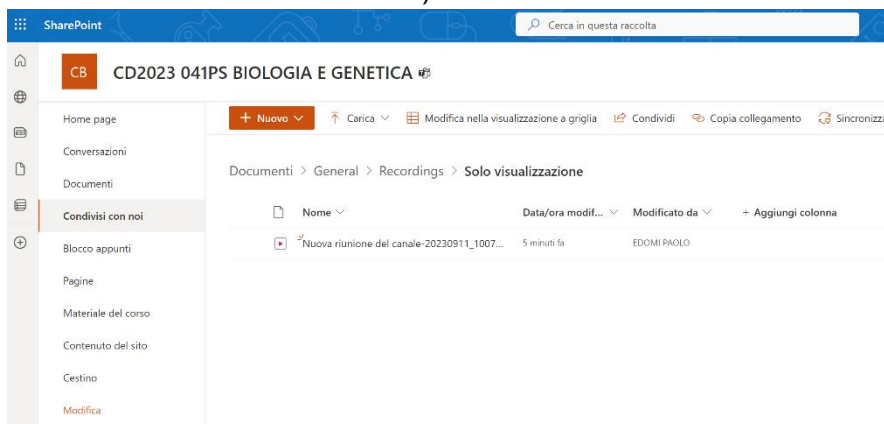 SharePoint
Cerca in questa raccolta
CB
CD2023 041PS BIOLOGIA E GENETICA
Home page
+ Nuovo
Carica
Modifica nella visualizzazione a griglia
Condividi
Copia collegamento
Sincronizza
Conversazioni
Documenti > General > Recordings > Solo visualizzazione
Documenti
Condivisi con noi
Nome
Data/ora modif...
Modificato da
+ Aggiungi colonna
Blocco appunti
Nuova riunione del canale-20230911_1007...
5 minuti fa
EDOMI PAOLO
Pagine
Materiale del corso
Contenuto del sito
Cestino
Modifica